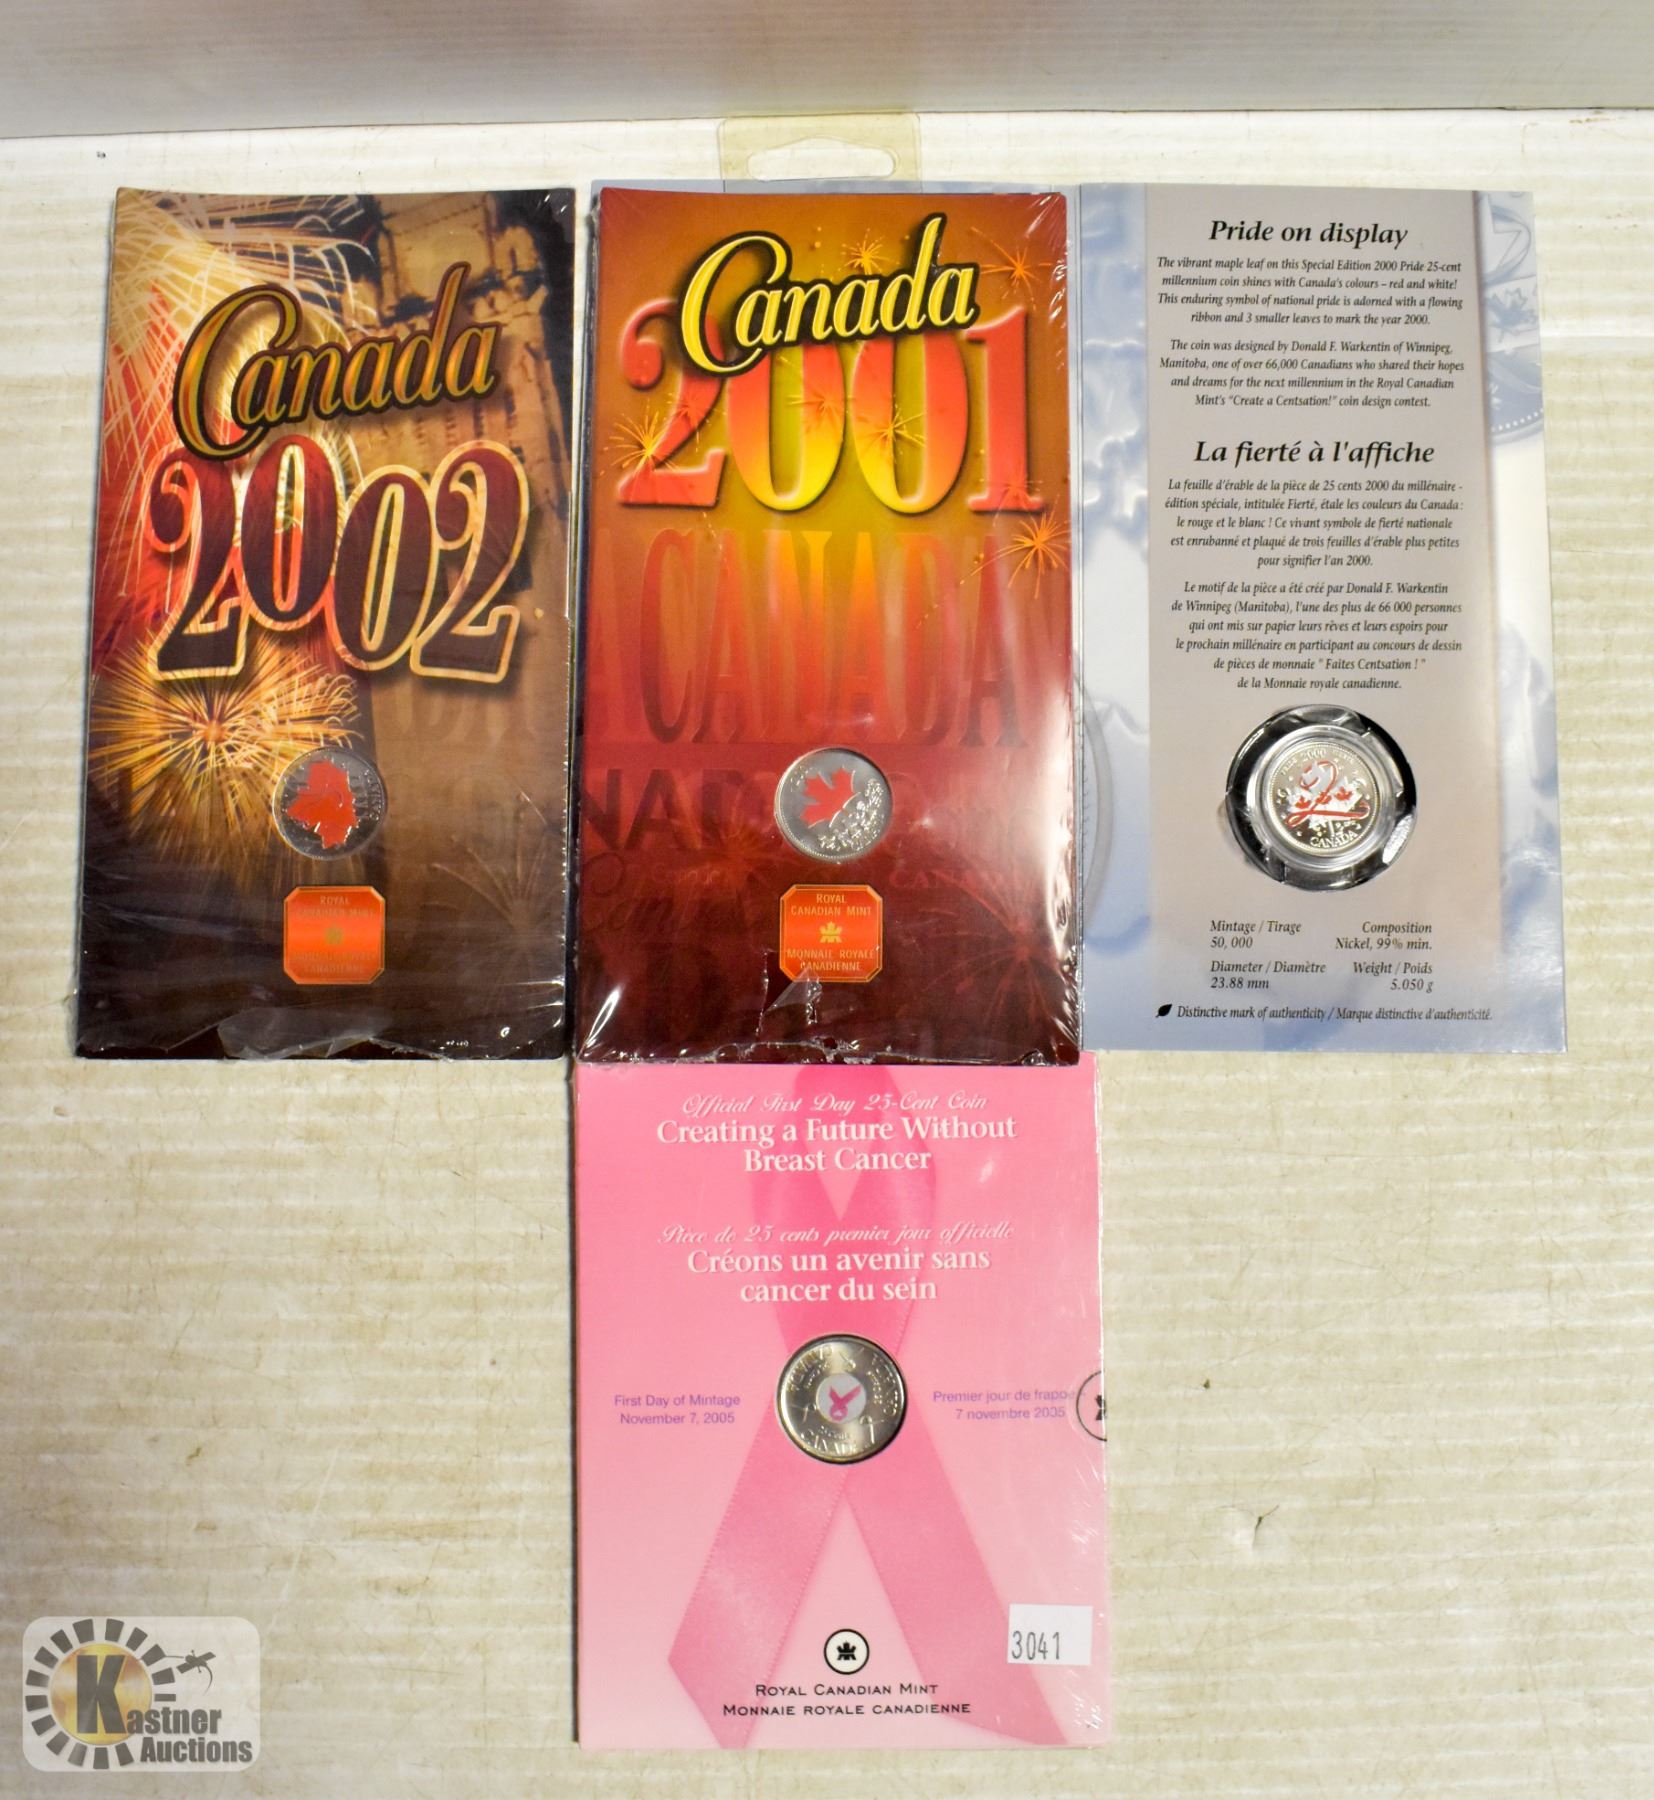 Canada
2002
ROYAL
CANADIAN MINT
MONNAIE ROYALE
CANADIENNE
Canada
2001
CANADA
ROYAL
CANADIAN MINT
MONNAIE ROYALE
CANADIENNE
Pride on display
The vibrant maple leaf on this Special Edition 2000 Pride 25-cent
millennium coin shines with Canada's colours – red and white!
This enduring symbol of national pride is adorned with a flowing
ribbon and 3 smaller leaves to mark the year 2000.
The coin was designed by Donald F. Warkentin of Winnipeg,
Manitoba, one of over 66,000 Canadians who shared their hopes
and dreams for the next millennium in the Royal Canadian
Mint's "Create a Centsation!" coin design contest.
La fierté à l'affiche
La feuille d'érable de la pièce de 25 cents 2000 du millénaire -
édition spéciale, intitulée Fierté, étale les couleurs du Canada :
le rouge et le blanc ! Ce vivant symbole de fierté nationale
est enrubanné et plaqué de trois feuilles d'érable plus petites
pour signifier l'an 2000.
Le motif de la pièce a été créé par Donald F. Warkentin
de Winnipeg (Manitoba), l'une des plus de 66 000 personnes
qui ont mis sur papier leurs rêves et leurs espoirs pour
le prochain millénaire en participant au concours de dessin
de pièces de monnaie " Faites Centsation ! "
de la Monnaie royale canadienne.
2000
CANADA
Mintage / Tirage
50, 000
Composition
Nickel, 99% min.
Diameter / Diamètre
23.88 mm
Weight / Poids
5.050 g
Distinctive mark of authenticity / Marque distinctive d'authenticité.
Official First Day 25-Cent Coin
Creating a Future Without
Breast Cancer
Pièce de 25 cents premier jour officielle
Créons un avenir sans
cancer du sein
First Day of Mintage
November 7, 2005
Premier jour de frappe -
7 novembre 2005
CANADA
3041
ROYAL CANADIAN MINT
MONNAIE ROYALE CANADIENNE
Kastner
Auctions